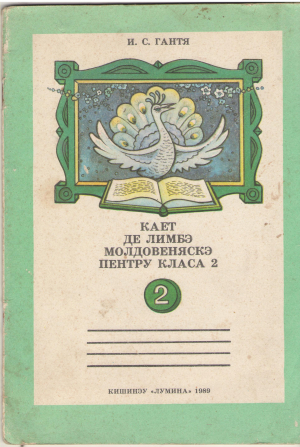 И. С. ГАНТЯ
КАЕТ
ДЕ ЛИМБЭ
МОЛДОВЕНЯСКЭ
ПЕНТРУ КЛАСА 2
2
КИШИНЭУ «ЛУМИНА» 1989